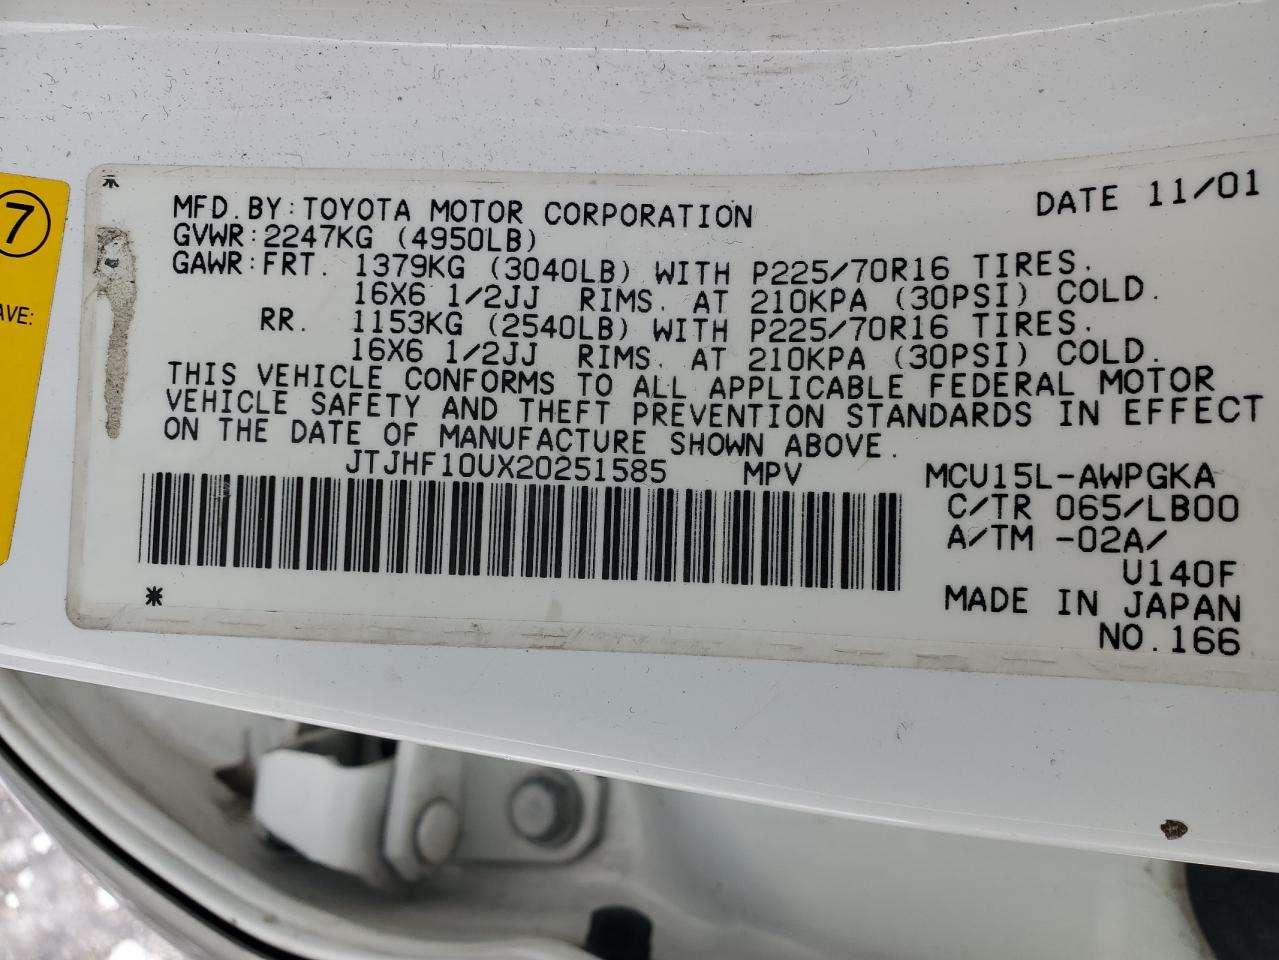 7
AVE:
MFD.BY:TOYOTA MOTOR CORPORATION DATE 11/01
GVWR:2247KG (4950LB)
GAWR:FRT. 1379KG (3040LB) WITH P225/70R16 TIRES.
16X6 1/2JJ RIMS. AT 210KPA (30PSI) COLD.
RR. 1153KG (2540LB) WITH P225/70R16 TIRES.
16X6 1/2JJ RIMS. AT 210KPA (30PSI) COLD.
THIS VEHICLE CONFORMS TO ALL APPLICABLE FEDERAL MOTOR
VEHICLE SAFETY AND THEFT PREVENTION STANDARDS IN EFFECT
ON THE DATE OF MANUFACTURE SHOWN ABOVE.
JTJHF10UX20251585 MPV MCU15L-AWPGKA
C/TR 065/LB00
A/TM -02A/
U140F
MADE IN JAPAN
NO.166